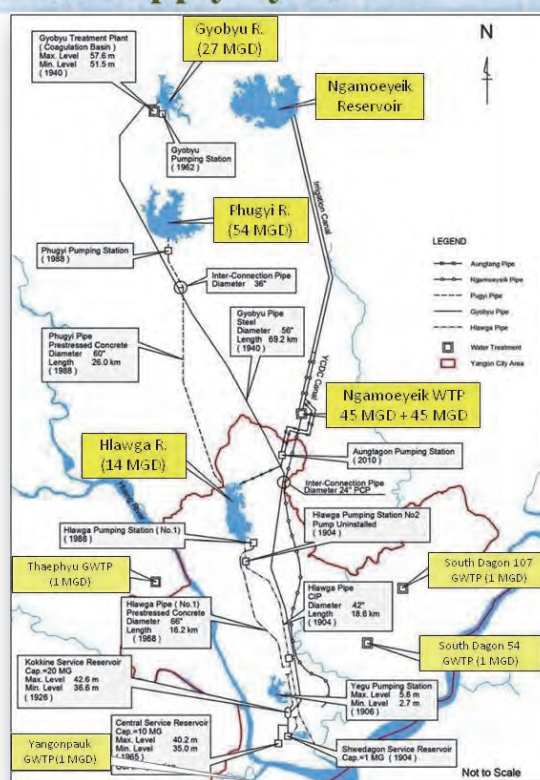 Gyobyu Treatment Plant
( Coagulation Basin )
Max. Level 57.6 m
Min. Level 51.5 m
( 1940 )
Gyobyu R.
(27 MGD)
N
Ngamoeyeik
Reservoir
Gyobyu
Pumping Station
( 1962 )
Irrigation Canal
Phugyi R.
(54 MGD)
LEGEND
Aungtang Pipe
Ngamoeyeik Pipe
Pugyi Pipe
Gyobyu Pipe
Hlawga Pipe
Water Treatment
Yangon City Area
Phugyi Pumping Station
( 1988 )
Inter-Connection Pipe
Diameter 36"
Phugyi Pipe
Prestressed Concrete
Diameter 60"
Length 26.0 km
( 1988 )
Gyobyu Pipe
Steel
Diameter 56"
Length 69.2 km
( 1940 )
YCDC Canal
Ngamoeyeik WTP
45 MGD + 45 MGD
Hlawga R.
(14 MGD)
Aungtagon Pumping Station
( 2010 )
Inter-Connection Pipe
Diameter 24" PCP
River
Hlawga Pumping Station (No.1)
( 1988 )
Hlawga Pumping Station No2
Pump Uninstalled
( 1904 )
Thaephyu GWTP
(1 MGD)
South Dagon 107
GWTP (1 MGD)
Hlawga Pipe ( No.1)
Prestressed Concrete
Diameter 66"
Length 16.2 km
( 1988 )
Hlawga Pipe
CIP
Diameter 42"
Length 18.6 km
( 1904 )
South Dagon 54
GWTP (1 MGD)
Kokkine Service Reservoir
Cap.=20 MG
Max. Level 42.6 m
Min. Level 36.6 m
( 1926 )
Yegu Pumping Station
Max. Level 5.8 m
Min. Level 2.7 m
( 1906 )
Central Service Reservoir
Cap.=10 MG
Max. Level 40.2 m
Min. Level 35.0 m
(1965)
Yangonpauk
GWTP(1 MGD)
Shwedagon Service Reservoir
Cap.=1 MG ( 1904 )
Not to Scale